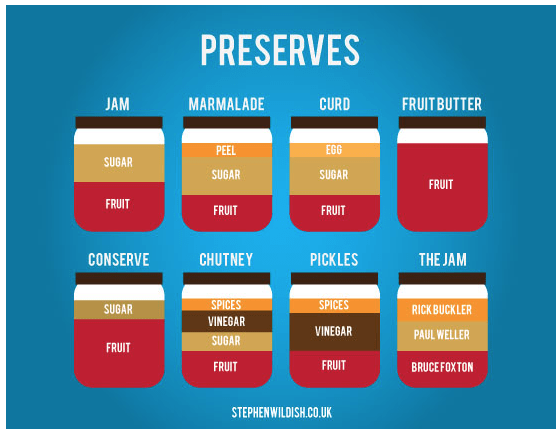 PRESERVES
JAM
SUGAR
FRUIT
MARMALADE
PEEL
SUGAR
FRUIT
CURD
EGG
SUGAR
FRUIT
FRUIT BUTTER
FRUIT
CONSERVE
SUGAR
FRUIT
CHUTNEY
SPICES
VINEGAR
SUGAR
FRUIT
PICKLES
SPICES
VINEGAR
FRUIT
THE JAM
RICK BUCKLER
PAUL WELLER
BRUCE FOXTON
STEPHENWILDISH.CO.UK